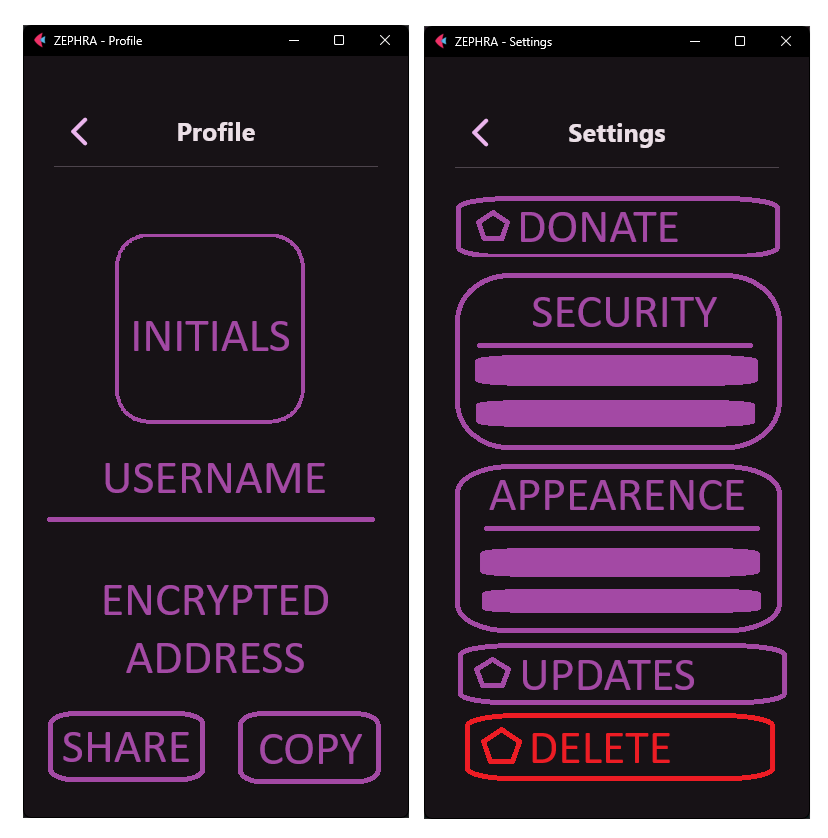 ZEPHRA - Profile
Profile
INITIALS
USERNAME
ENCRYPTED
ADDRESS
SHARE
COPY
ZEPHRA - Settings
Settings
DONATE
SECURITY
APPEARENCE
UPDATES
DELETE